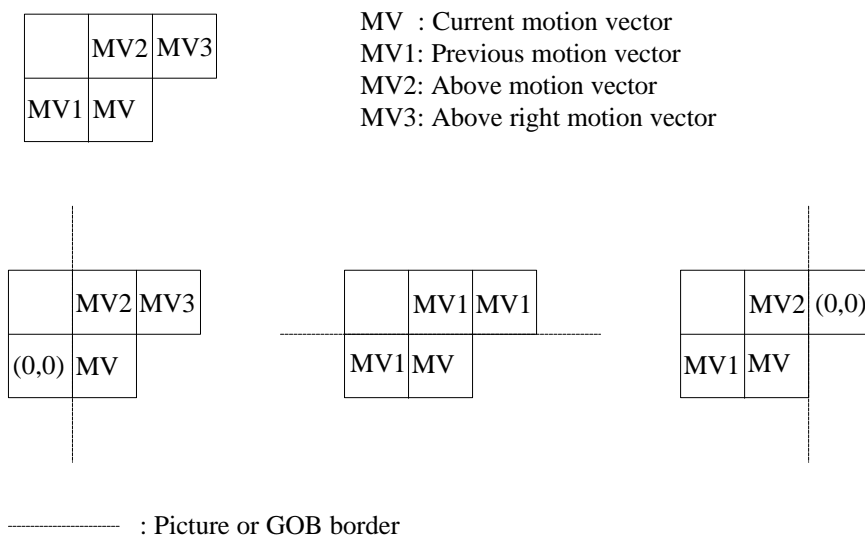 MV2 MV3
MV1 MV
MV : Current motion vector
MV1: Previous motion vector
MV2: Above motion vector
MV3: Above right motion vector
MV2 MV3
(0,0) MV
MV1 MV1
MV1 MV
MV2 (0,0)
MV1 MV
: Picture or GOB border